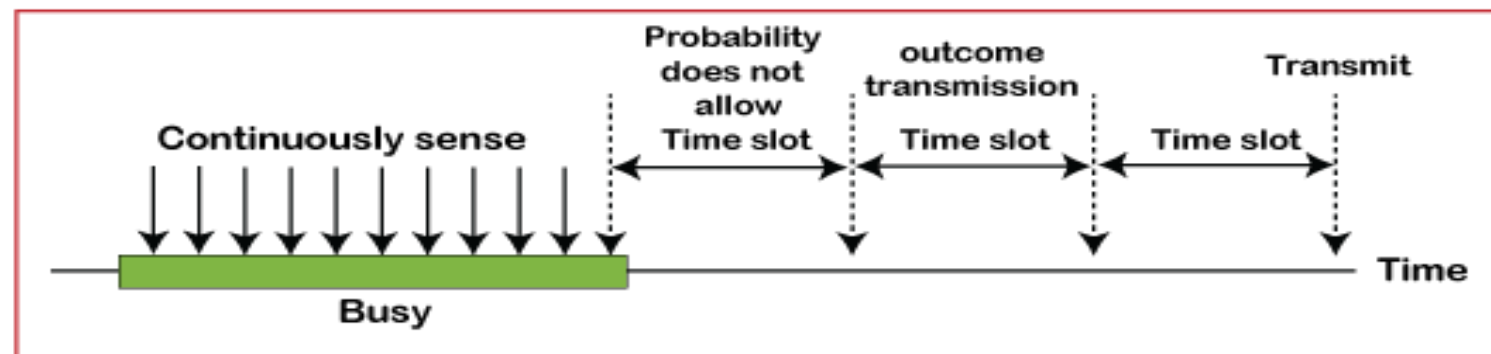 Probability
does not
allow
Time slot
outcome
transmission
Time slot
Transmit
Time slot
Continuously sense
Busy
Time